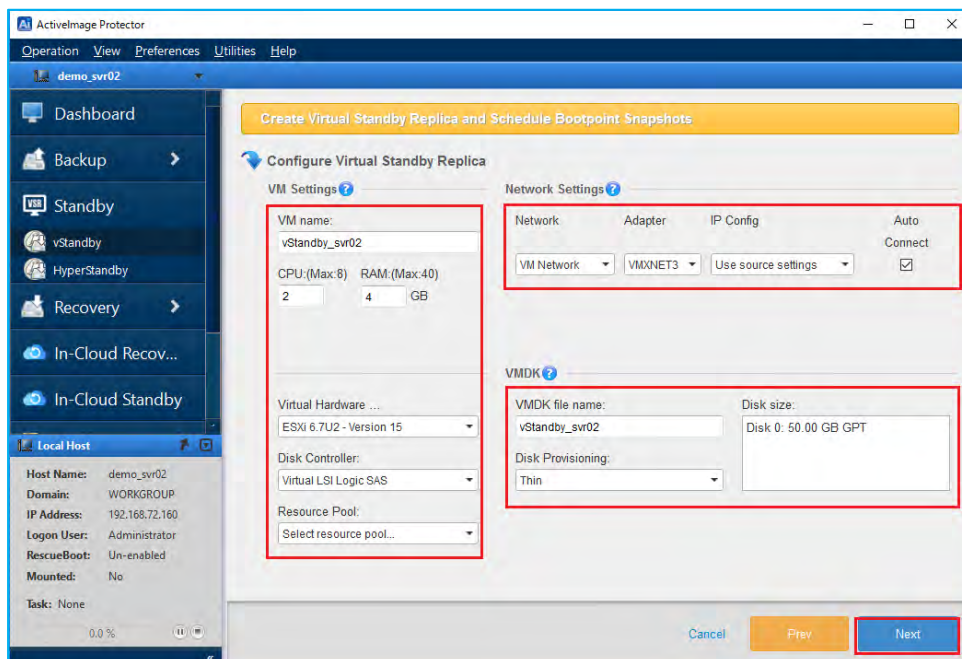 ActiveImage Protector
Operation View Preferences Utilities Help
demo_svr02
Dashboard
Backup
Standby
vStandby
HyperStandby
Recovery
In-Cloud Recov...
In-Cloud Standby
Local Host
Host Name: demo_svr02
Domain: WORKGROUP
IP Address: 192.168.72.160
Logon User: Administrator
RescueBoot: Un-enabled
Mounted: No
Task: None
0.0 %
Create Virtual Standby Replica and Schedule Bootpoint Snapshots
Configure Virtual Standby Replica
VM Settings
VM name:
vStandby_svr02
CPU:(Max:8) RAM:(Max:40)
2 4 GB
Virtual Hardware ...
ESXi 6.7U2 - Version 15
Disk Controller:
Virtual LSI Logic SAS
Resource Pool:
Select resource pool...
Network Settings
Network Adapter IP Config Auto Connect
VM Network VMXNET3 Use source settings
VMDK
VMDK file name:
vStandby_svr02
Disk Provisioning:
Thin
Disk size:
Disk 0: 50.00 GB GPT
Cancel Prev Next